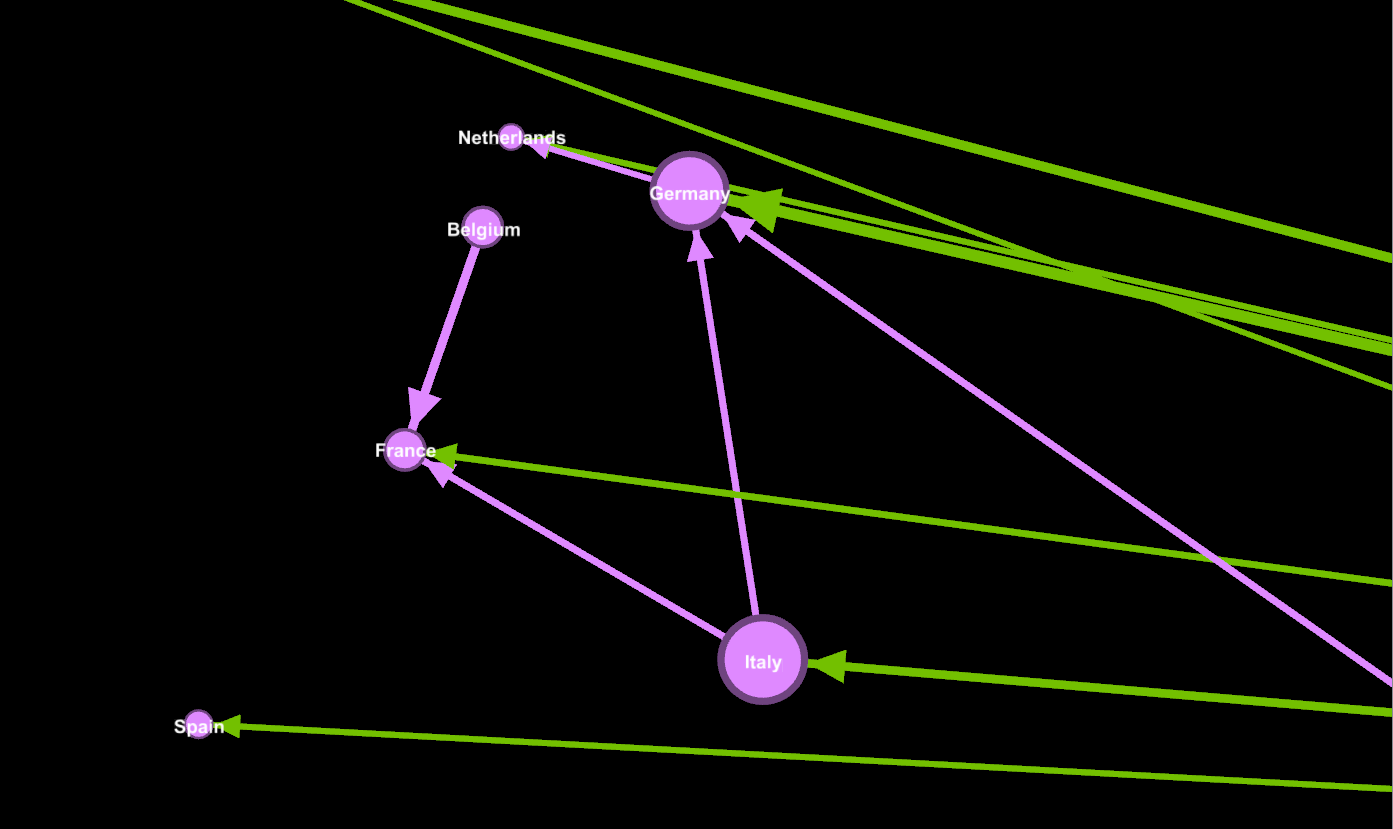 Netherlands
Germany
Belgium
France
Italy
Spain